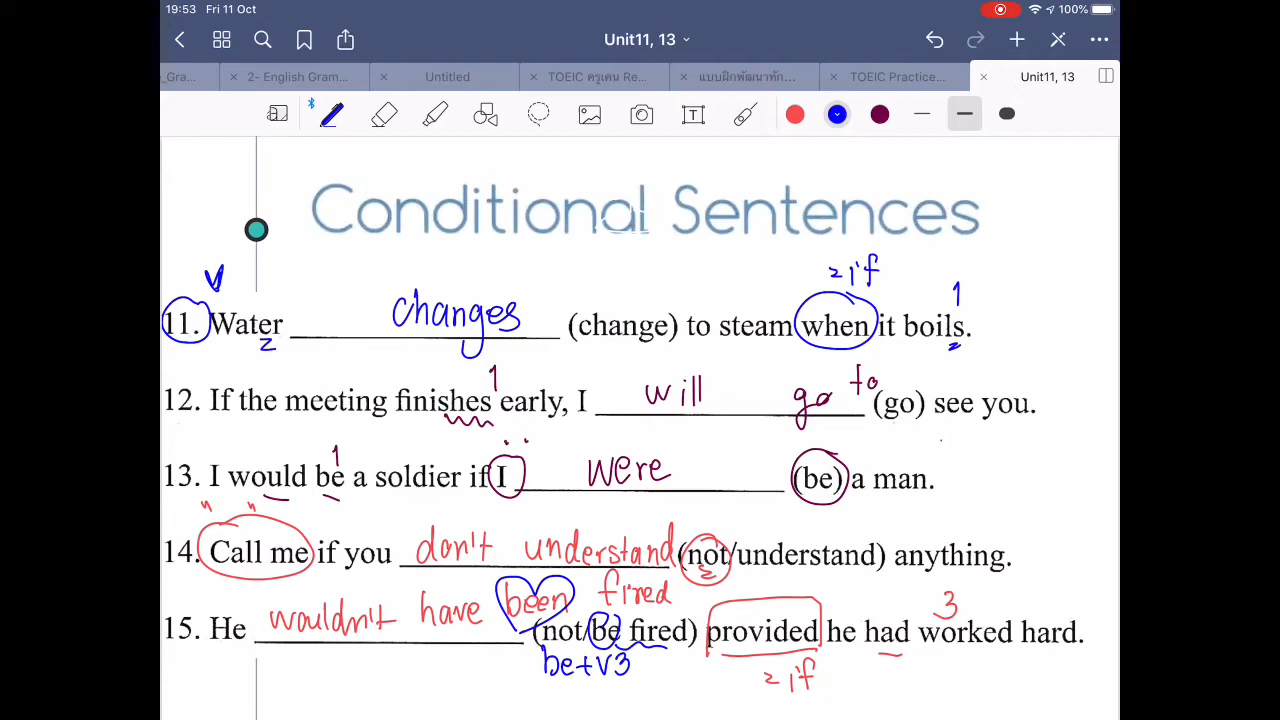 19:53 Fri 11 Oct 100%
Unit11, 13
_Gra... 2- English Gram... Untitled TOEIC ครูเดน Re... แบบฝึกพัฒนาทัก... TOEIC Practice... Unit11, 13
Conditional Sentences
= if
1
11. Water changes (change) to steam when it boils.
1
12. If the meeting finishes early, I will go to (go) see you.
1
13. I would be a soldier if I were (be) a man.
14. Call me if you don't understand (not/understand) anything.
3
15. He wouldn't have been fired (not/be fired) provided he had worked hard.
be+v3
= if